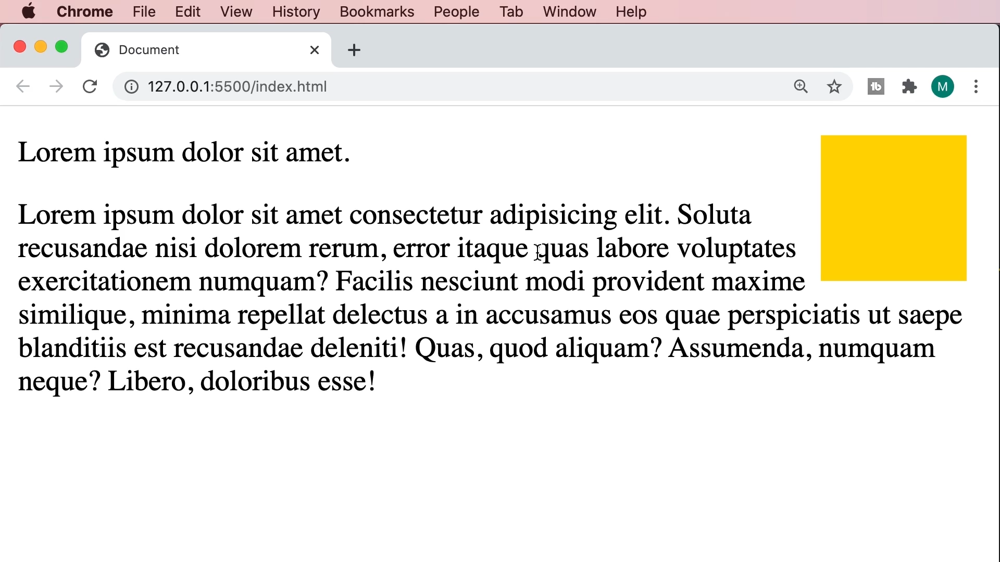 Chrome File Edit View History Bookmarks People Tab Window Help
Document
127.0.0.1:5500/index.html
M
Lorem ipsum dolor sit amet.
Lorem ipsum dolor sit amet consectetur adipisicing elit. Soluta
recusandae nisi dolorem rerum, error itaque quas labore voluptates
exercitationem numquam? Facilis nesciunt modi provident maxime
similique, minima repellat delectus a in accusamus eos quae perspiciatis ut saepe
blanditiis est recusandae deleniti! Quas, quod aliquam? Assumenda, numquam
neque? Libero, doloribus esse!